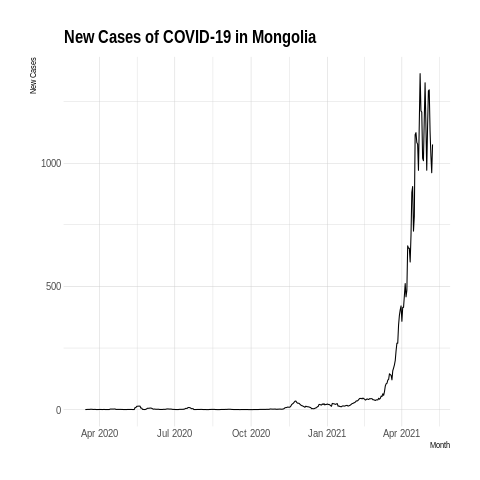 New Cases of COVID-19 in Mongolia
New Cases
1000
500
0
Apr 2020 Jul 2020 Oct 2020 Jan 2021 Apr 2021
Month